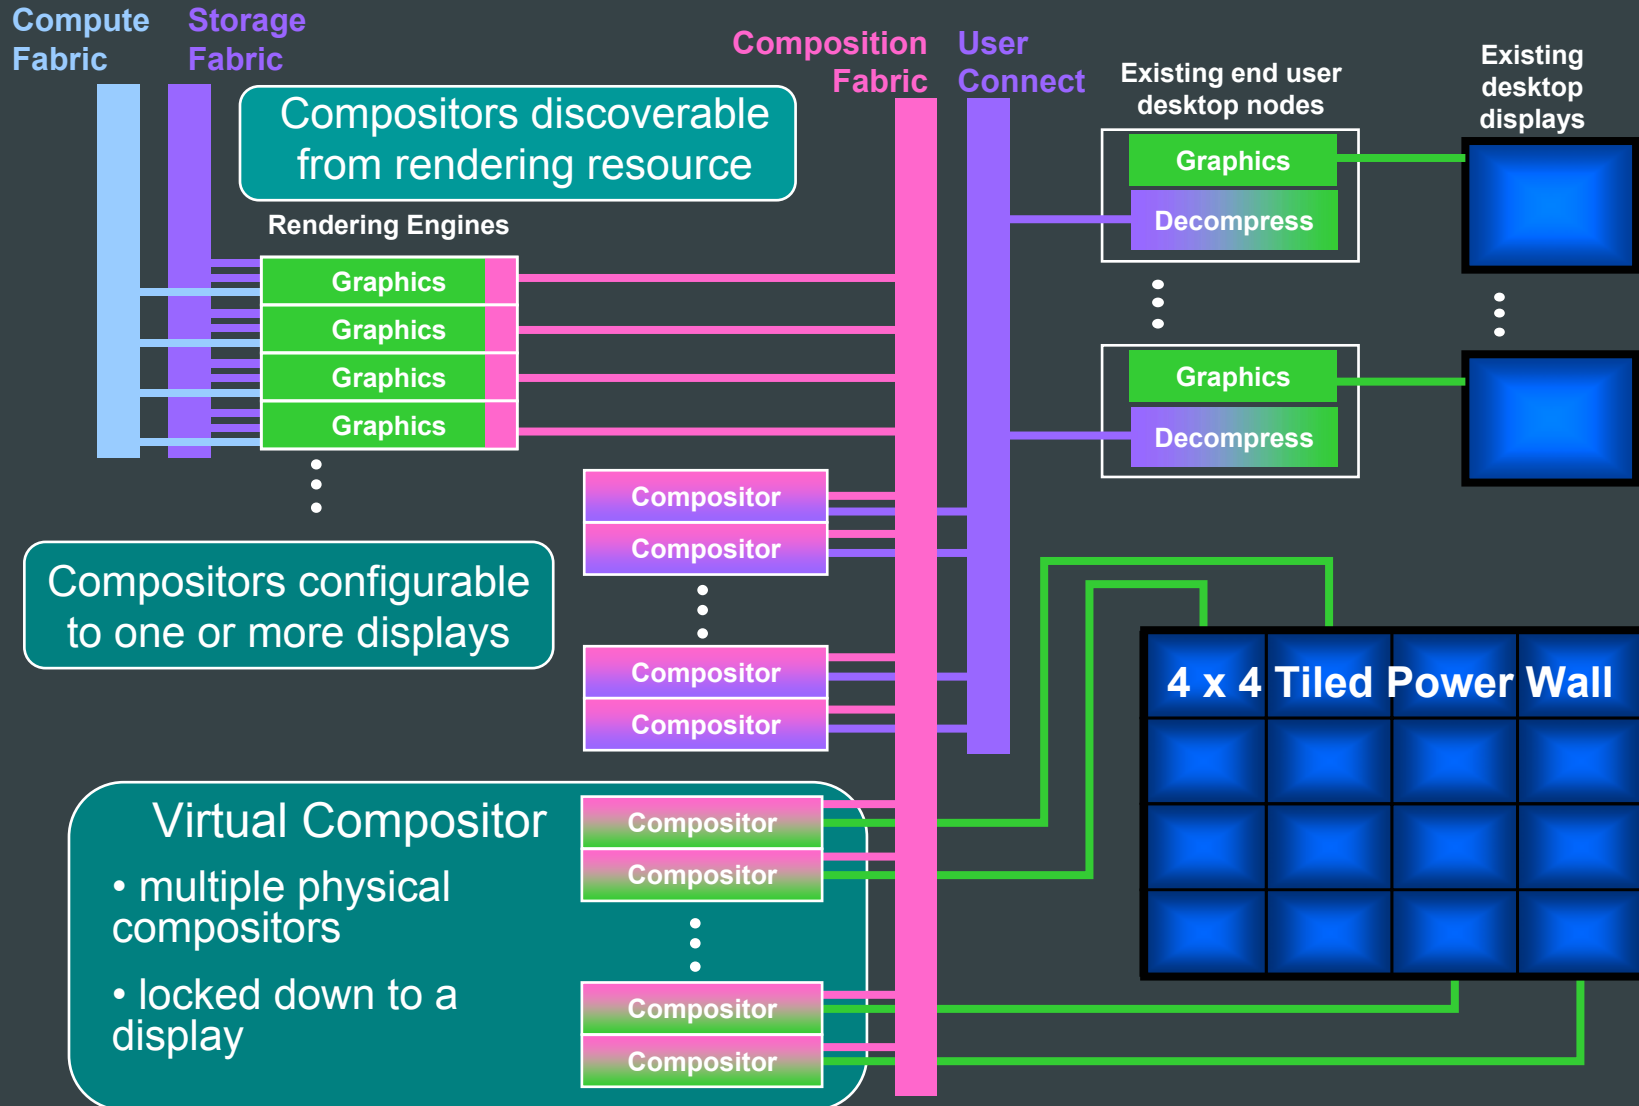 Compute
Fabric
Storage
Fabric
Composition
Fabric
User
Connect
Existing end user
desktop nodes
Existing
desktop
displays
Compositors discoverable
from rendering resource
Rendering Engines
Graphics
Graphics
Graphics
Graphics
Graphics
Decompress
Graphics
Decompress
Compositor
Compositor
Compositors configurable
to one or more displays
Compositor
Compositor
4 x 4 Tiled Power Wall
Virtual Compositor
• multiple physical
compositors
• locked down to a
display
Compositor
Compositor
Compositor
Compositor